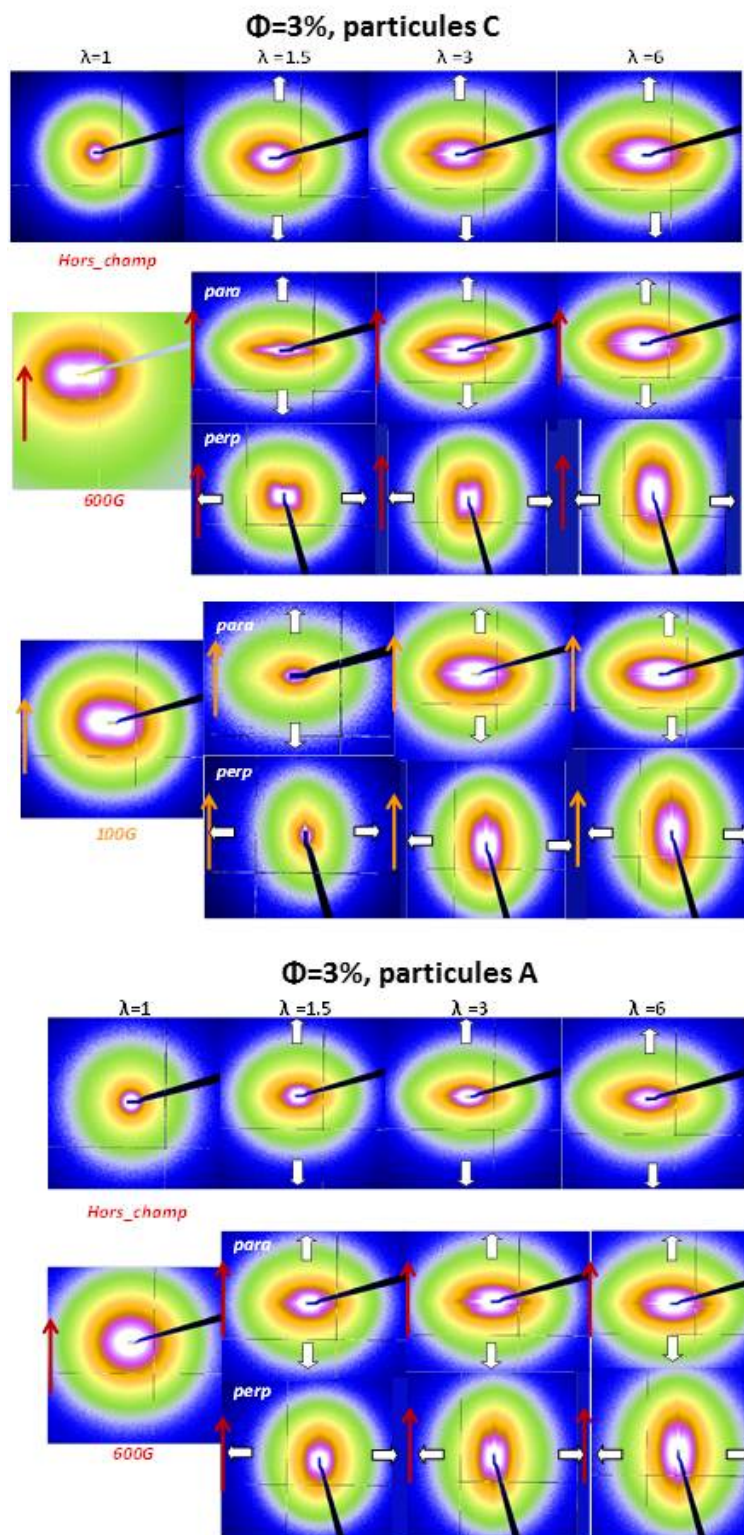 Φ=3%, particules C
λ=1 λ =1.5 λ =3 λ =6
Hors_champ
para
perp
600G
para
perp
100G
Φ=3%, particules A
λ=1 λ =1.5 λ =3 λ =6
Hors_champ
para
perp
600G